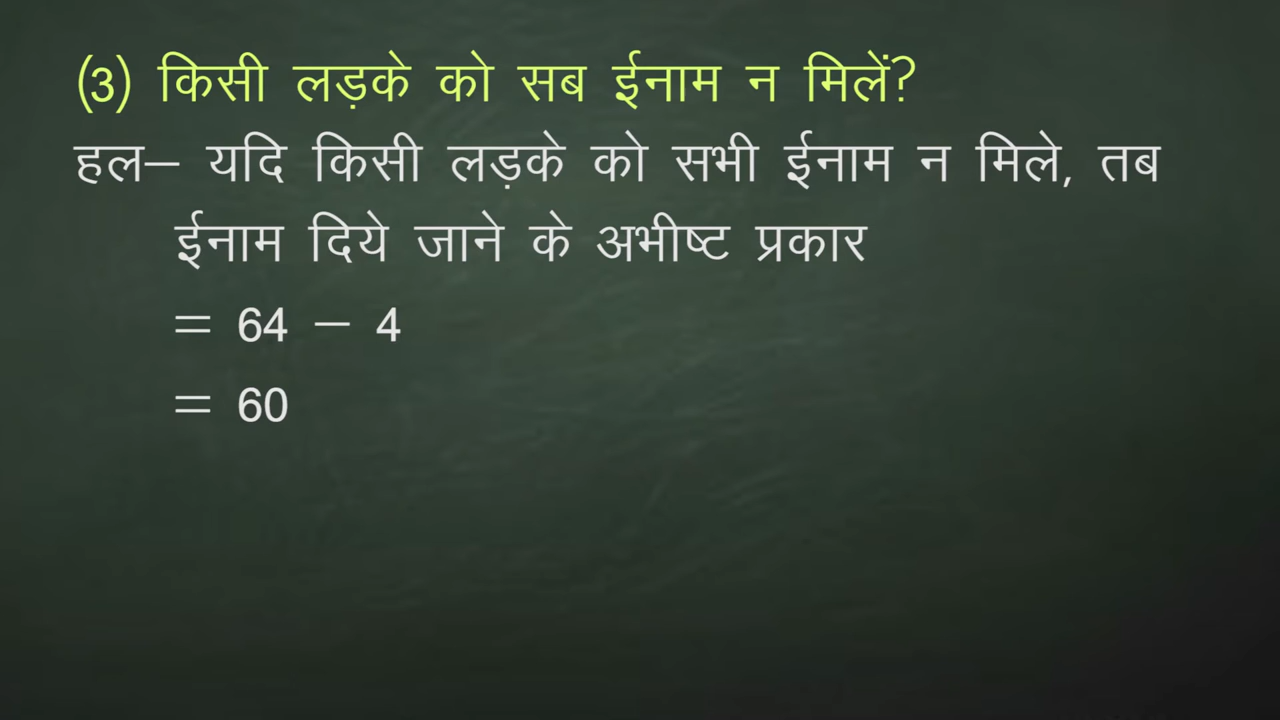 (3) किसी लड़के को सब ईनाम न मिलें?
हल– यदि किसी लड़के को सभी ईनाम न मिले, तब
ईनाम दिये जाने के अभीष्ट प्रकार
= 64 – 4
= 60